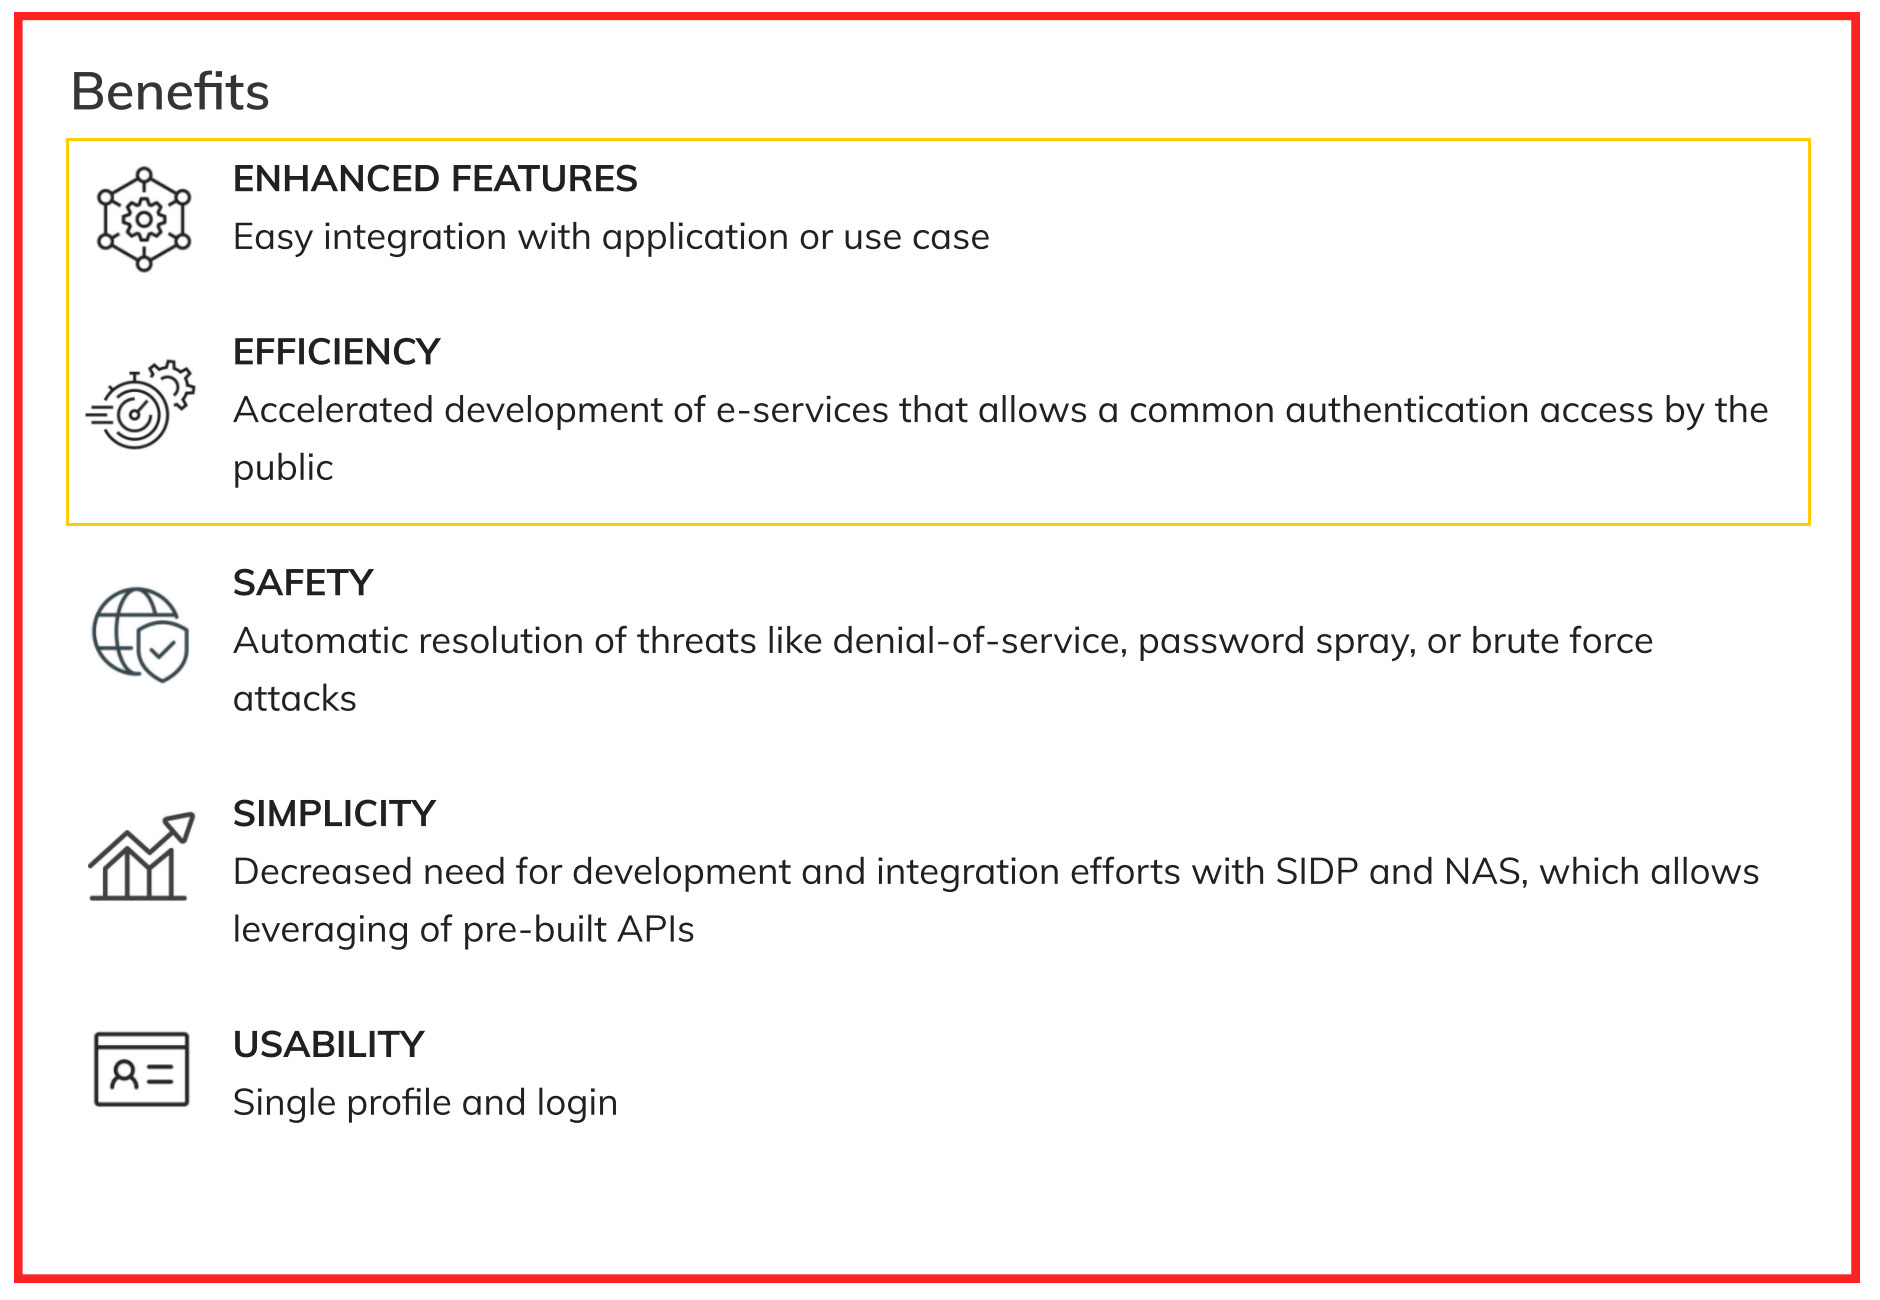 Benefits
ENHANCED FEATURES
Easy integration with application or use case
EFFICIENCY
Accelerated development of e-services that allows a common authentication access by the
public
SAFETY
Automatic resolution of threats like denial-of-service, password spray, or brute force
attacks
SIMPLICITY
Decreased need for development and integration efforts with SIDP and NAS, which allows
leveraging of pre-built APIs
USABILITY
Single profile and login